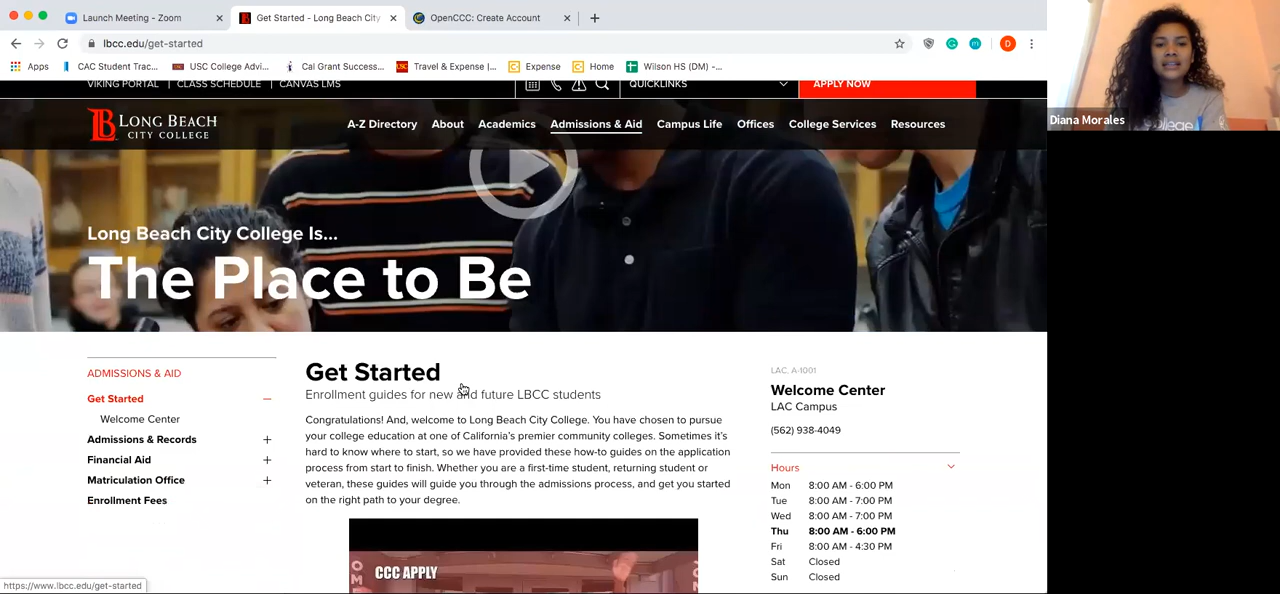 Launch Meeting - Zoom
Get Started - Long Beach City
OpenCCC: Create Account
lbcc.edu/get-started
D
Apps
CAC Student Trac...
USC College Advi...
Cal Grant Success...
Travel & Expense |...
Expense
Home
Wilson HS (DM) -...
VIKING PORTAL | CLASS SCHEDULE | CANVAS LMS
QUICKLINKS
APPLY NOW
LONG BEACH
CITY COLLEGE
A-Z Directory
About
Academics
Admissions & Aid
Campus Life
Offices
College Services
Resources
Diana Morales
Long Beach City College Is...
The Place to Be
ADMISSIONS & AID
Get Started
Welcome Center
Admissions & Records
Financial Aid
Matriculation Office
Enrollment Fees
Get Started
Enrollment guides for new and future LBCC students
Congratulations! And, welcome to Long Beach City College. You have chosen to pursue
your college education at one of California's premier community colleges. Sometimes it's
hard to know where to start, so we have provided these how-to guides on the application
process from start to finish. Whether you are a first-time student, returning student or
veteran, these guides will guide you through the admissions process, and get you started
on the right path to your degree.
CCC APPLY
LAC, A-1001
Welcome Center
LAC Campus
(562) 938-4049
Hours
Mon 8:00 AM - 6:00 PM
Tue 8:00 AM - 7:00 PM
Wed 8:00 AM - 7:00 PM
Thu 8:00 AM - 6:00 PM
Fri 8:00 AM - 4:30 PM
Sat Closed
Sun Closed
https://www.lbcc.edu/get-started